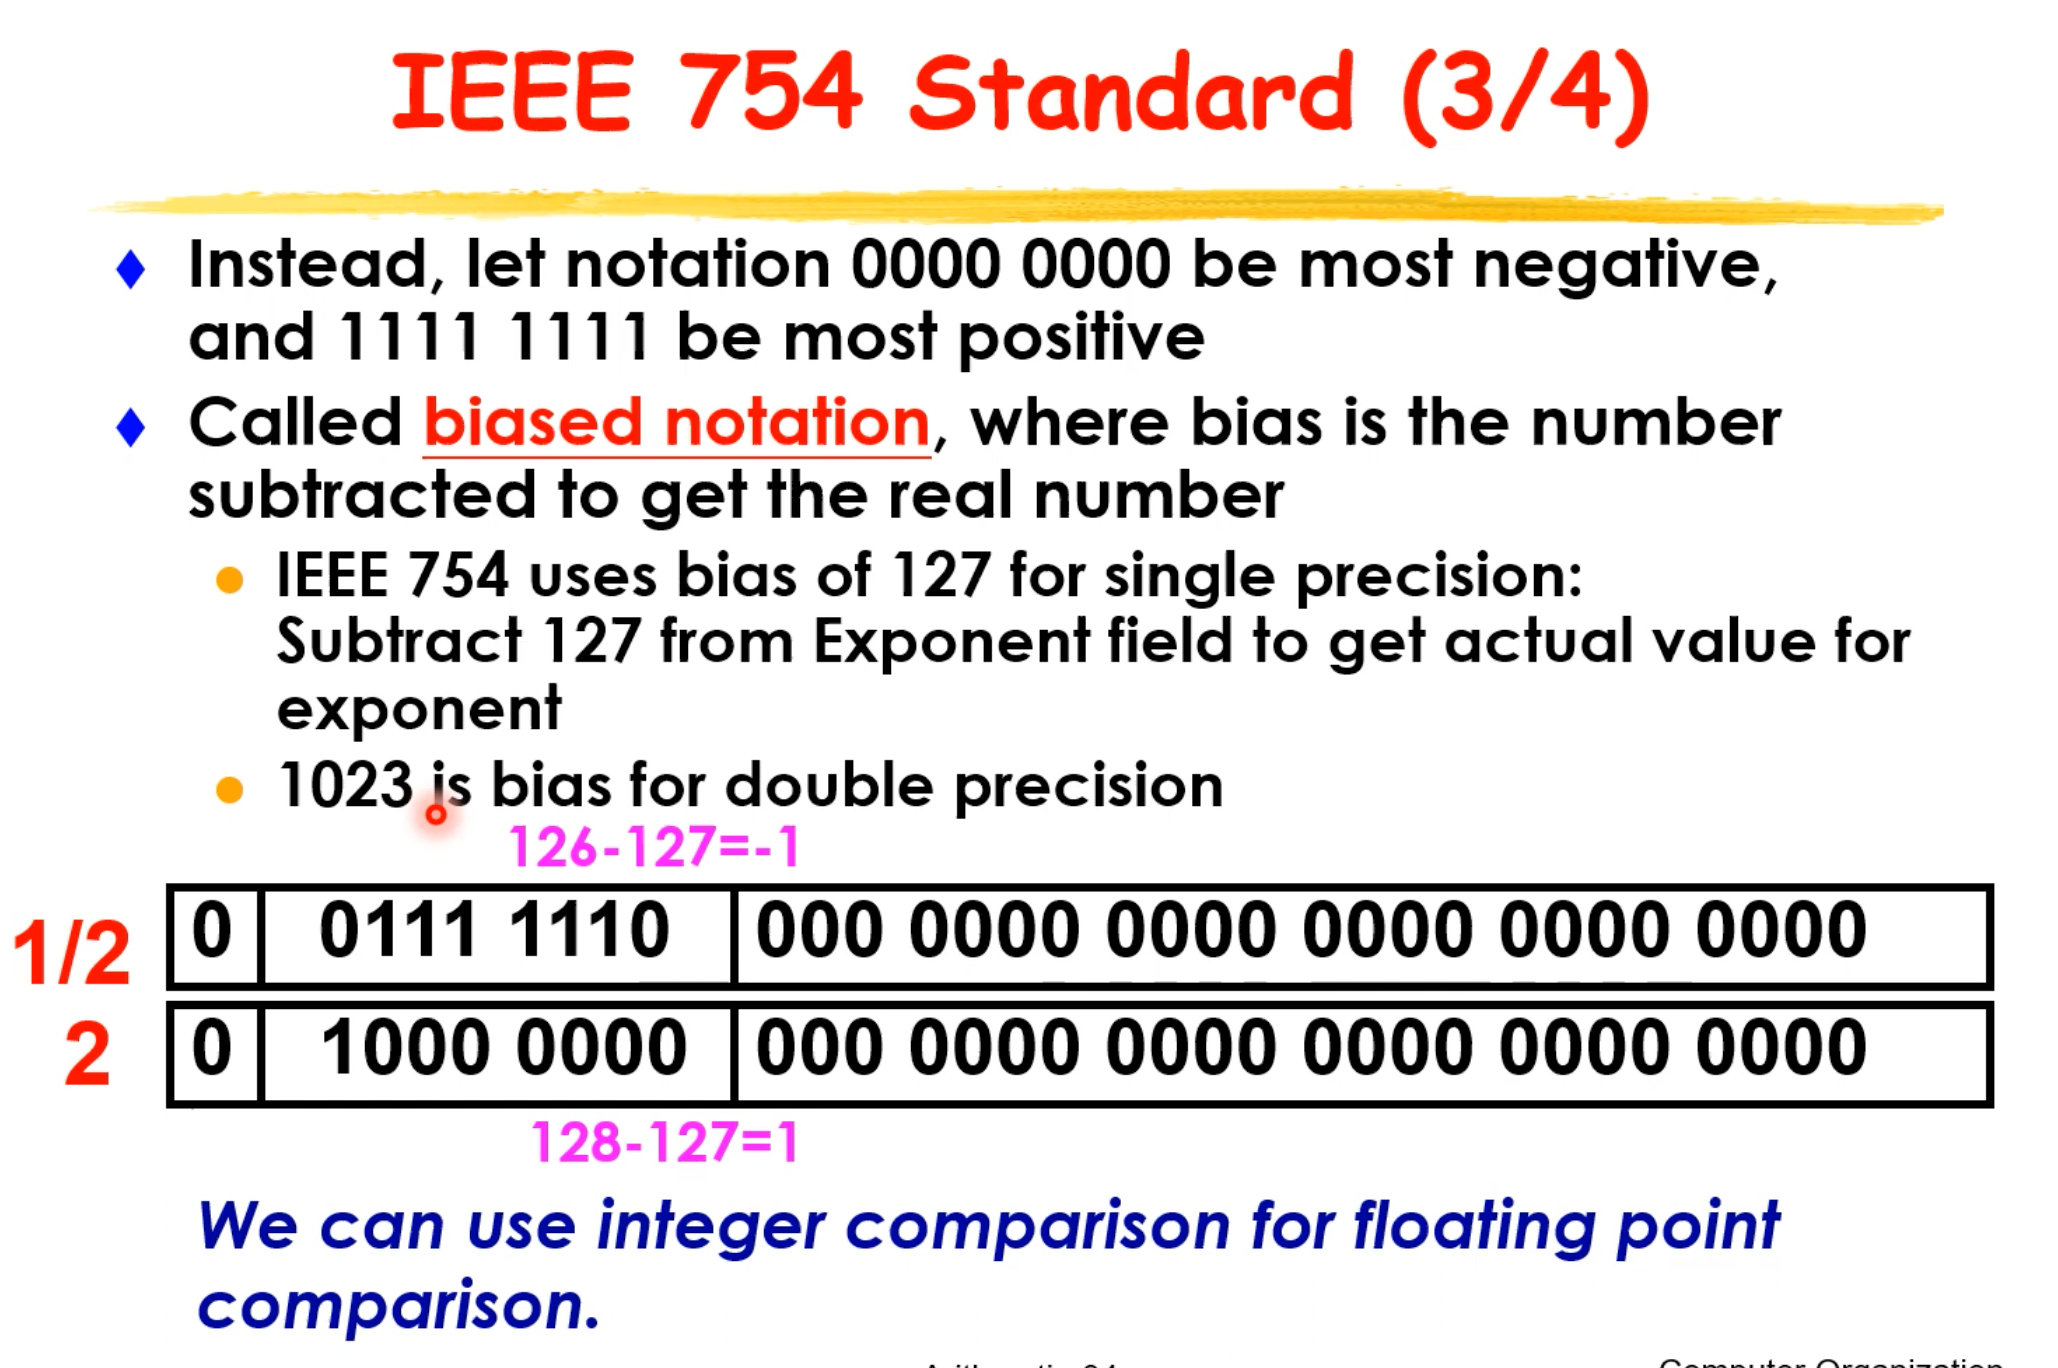 IEEE 754 Standard (3/4)
Instead, let notation 0000 0000 be most negative,
and 1111 1111 be most positive
Called biased notation, where bias is the number
subtracted to get the real number
IEEE 754 uses bias of 127 for single precision:
Subtract 127 from Exponent field to get actual value for
exponent
1023 is bias for double precision
126-127=-1
1/2 0 0111 1110 000 0000 0000 0000 0000 0000
2 0 1000 0000 000 0000 0000 0000 0000 0000
128-127=1
We can use integer comparison for floating point
comparison.
Computer Organization